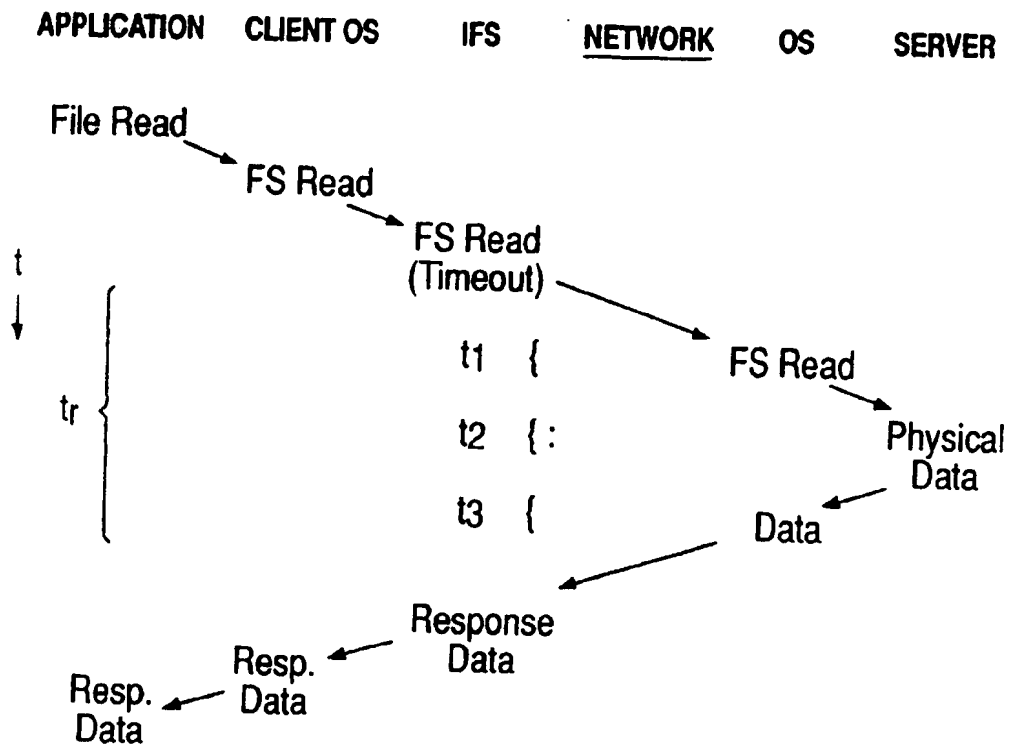 APPLICATION CLIENT OS IFS NETWORK OS SERVER
File Read
FS Read
FS Read
(Timeout)
t
t1 {
FS Read
tr
t2 { :
Physical
Data
t3 {
Data
Response
Data
Resp.
Data
Resp.
Data